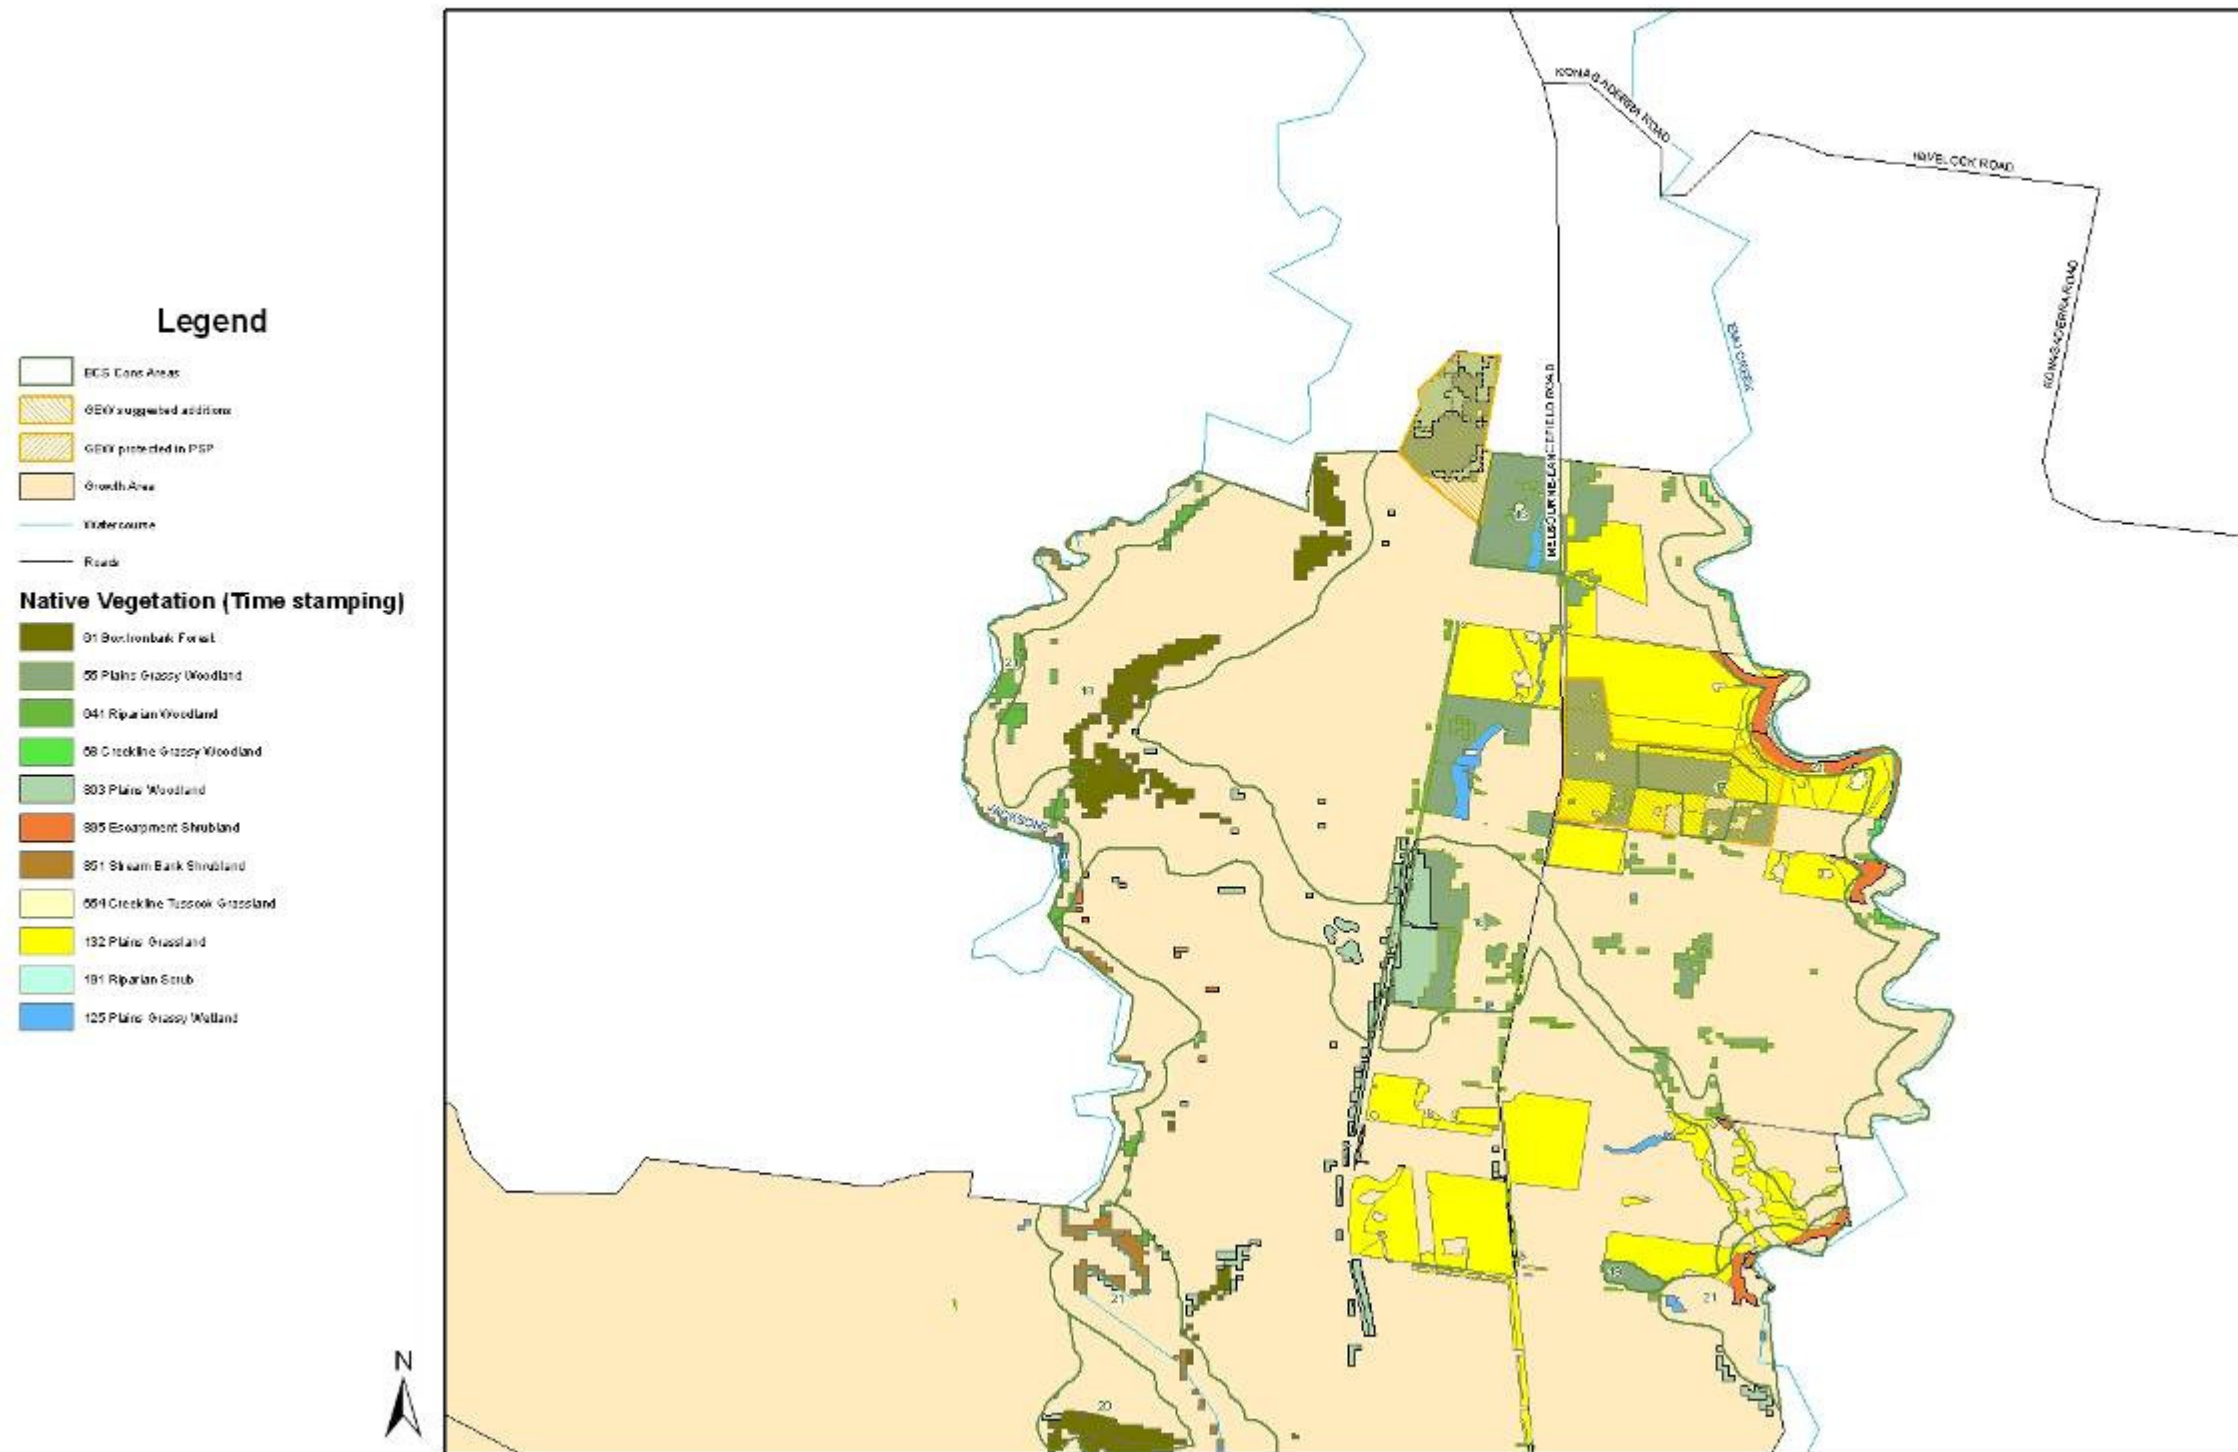 Legend
BCS Cons Areas
GEW suggested additions
GEW protected in PSP
Growth Area
Watercourse
Roads
Native Vegetation (Time stamping)
61 Box Ironbark Forest
55 Plains Grassy Woodland
641 Riparian Woodland
68 Creekline Grassy Woodland
803 Plains Woodland
895 Escarpment Shrubland
851 Stream Bank Shrubland
654 Creekline Tussock Grassland
132 Plains Grassland
191 Riparian Scrub
125 Plains Grassy Wetland
N
KONAGADERRA ROAD
HAVELOCK ROAD
KONAGADERRA ROAD
EMU CREEK
MELBOURNE-LANCEFIELD ROAD
JACKSONS
21
21
20